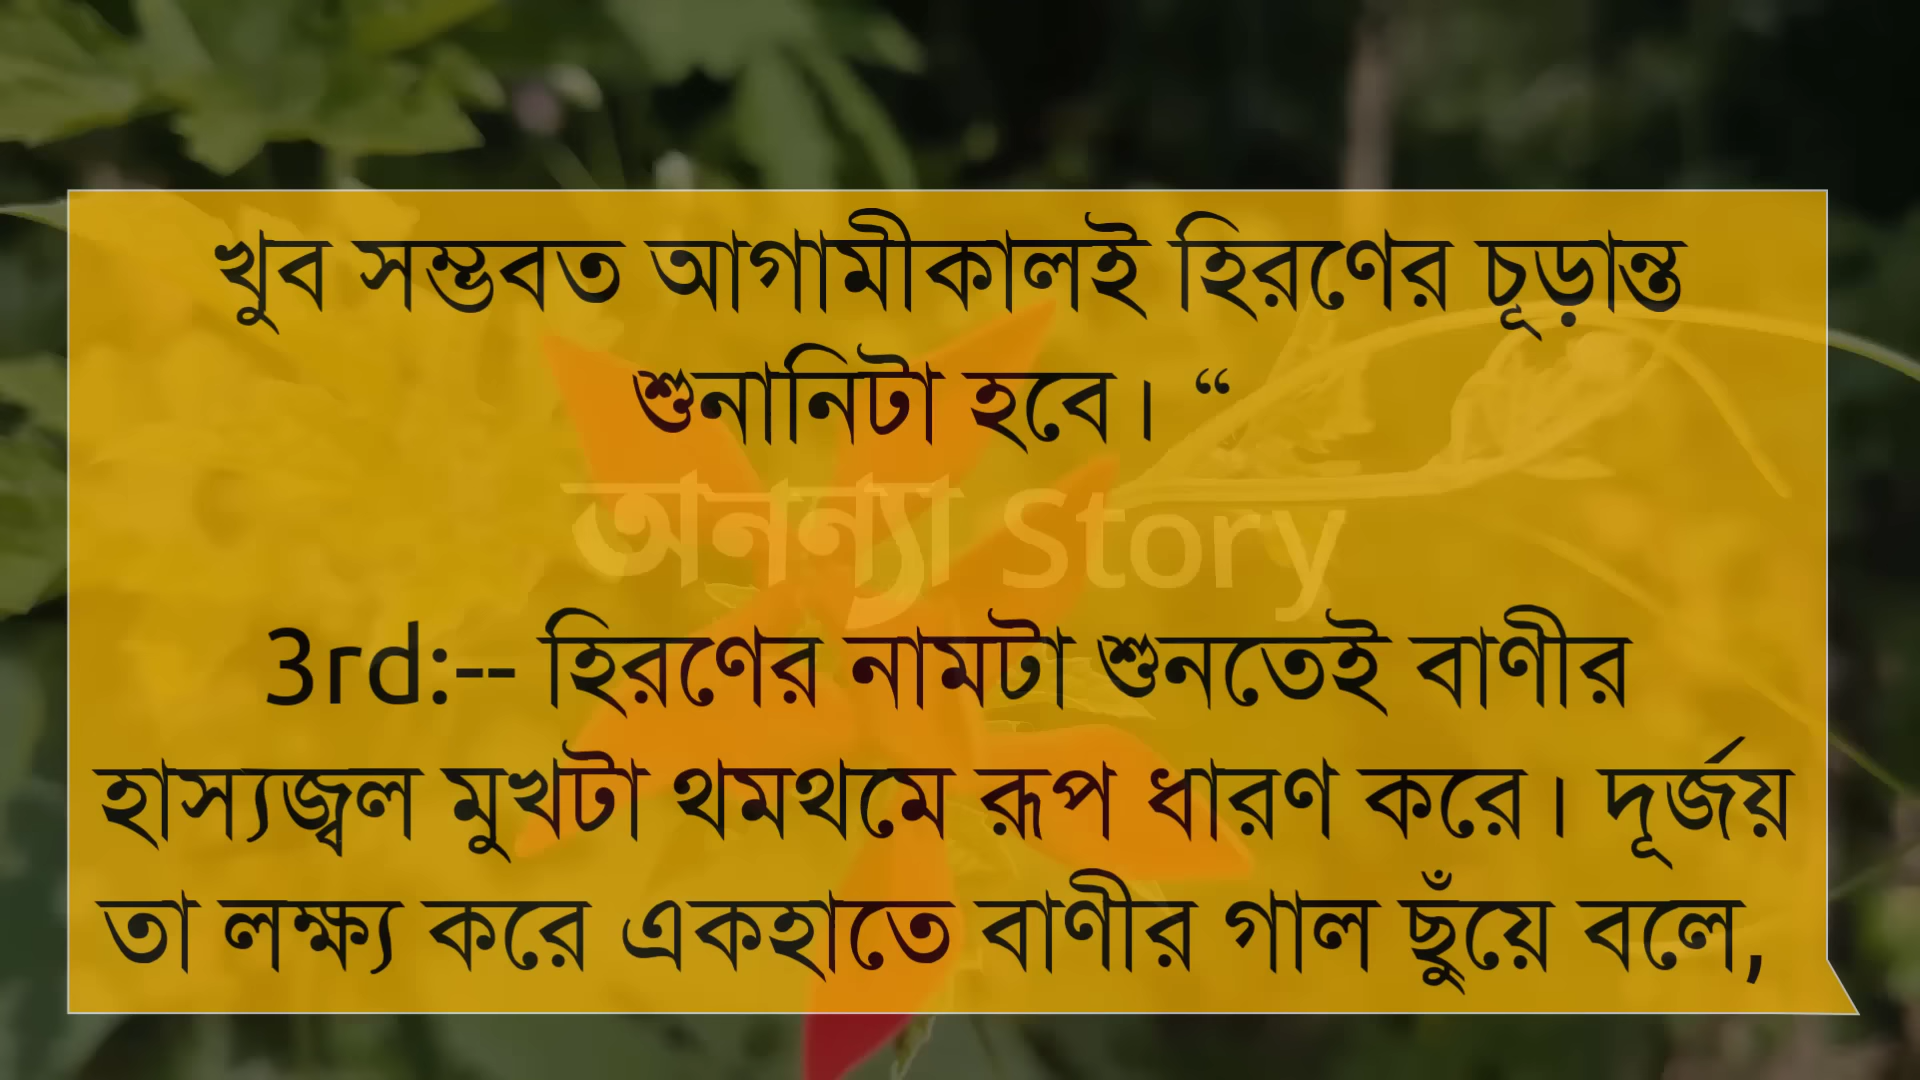 খুব সম্ভবত আগামীকালই হিরণের চূড়ান্ত
শুনানিটা হবে। “
অনন্যা Story
3rd:-- হিরণের নামটা শুনতেই বাণীর
হাস্যজ্বল মুখটা থমথমে রূপ ধারণ করে। দূর্জয়
তা লক্ষ্য করে একহাতে বাণীর গাল ছুঁয়ে বলে,